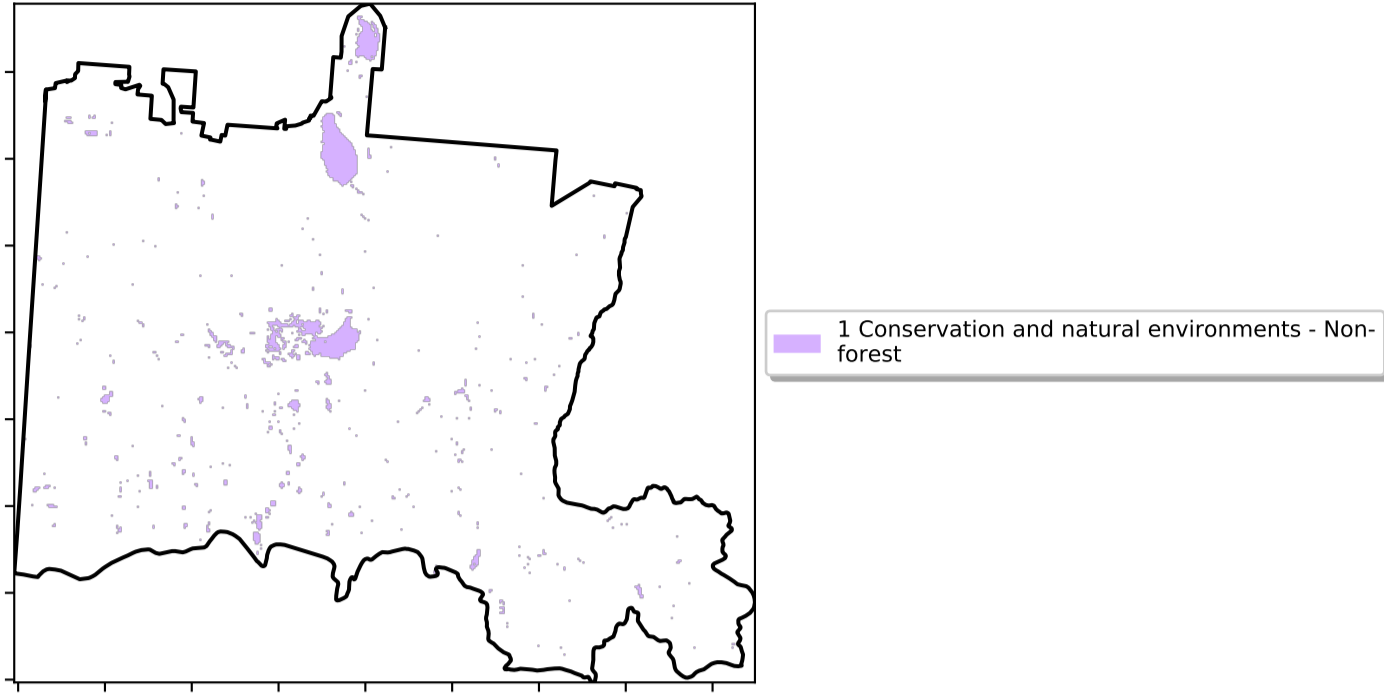 1 Conservation and natural environments - Non-
forest